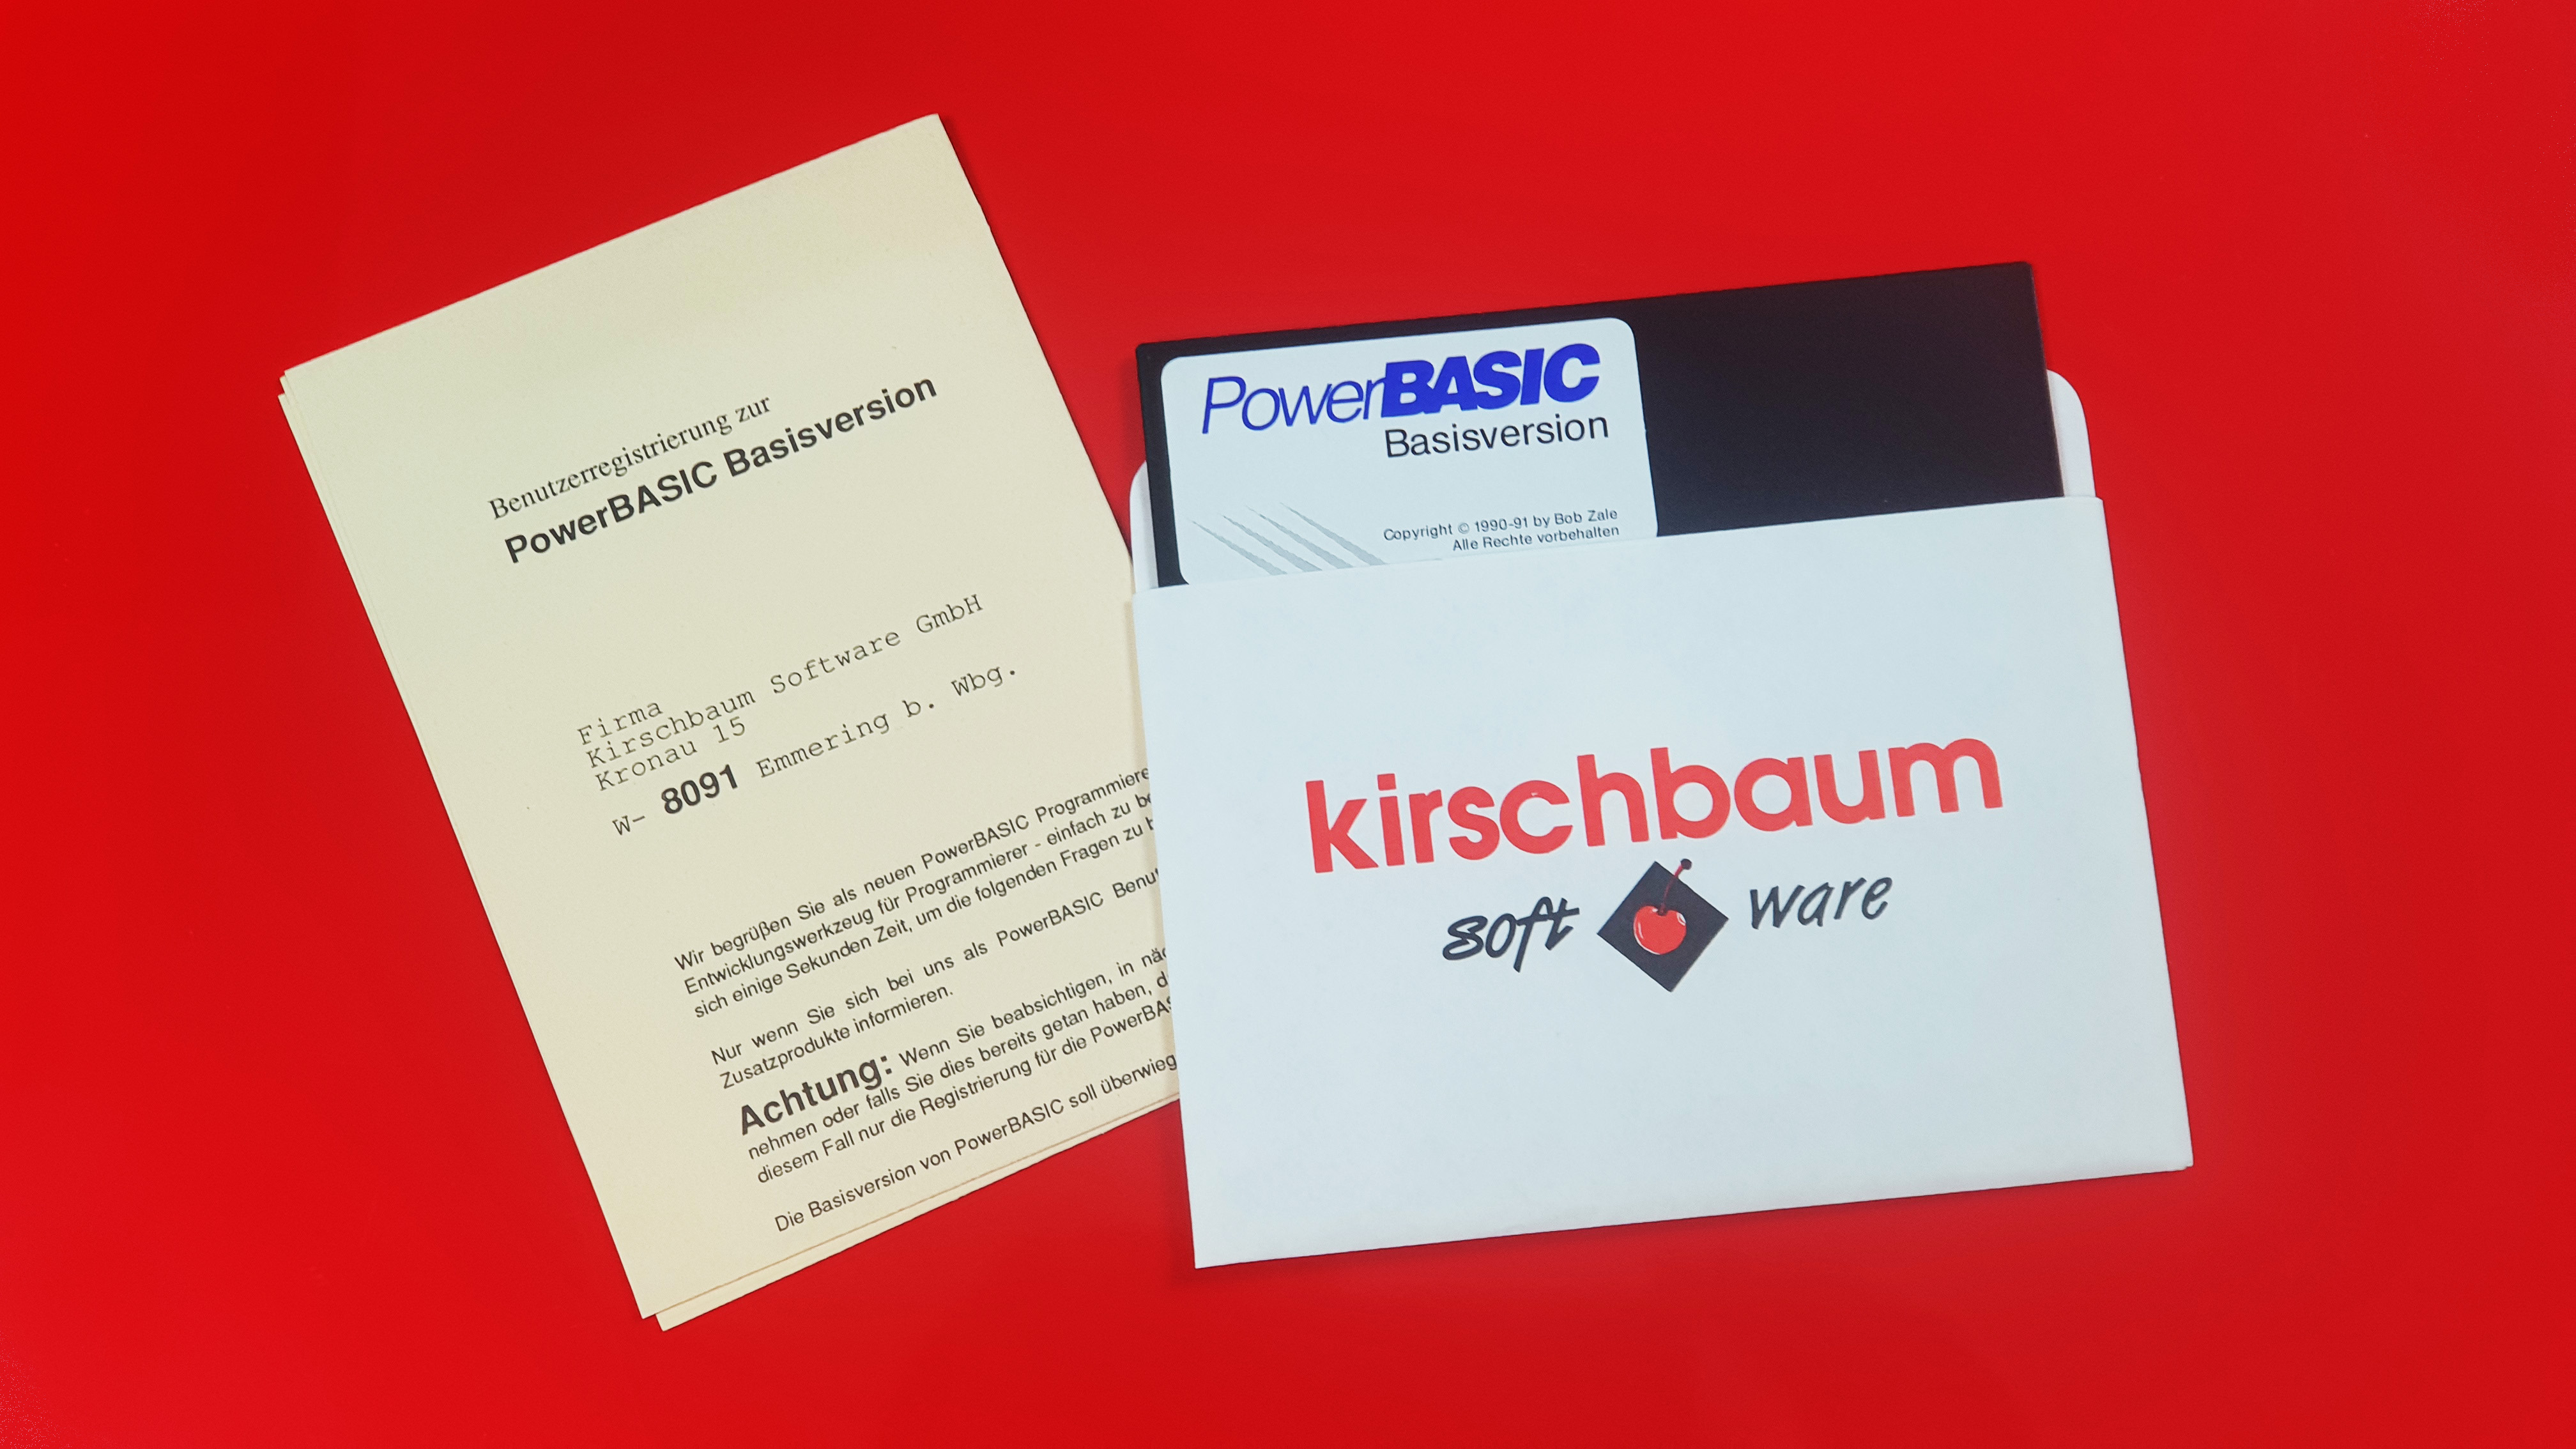 Benutzerregistrierung zur
PowerBASIC Basisversion
Firma
Kirschbaum Software GmbH
Kronau 15
W- 8091 Emmering b. Wbg.
Wir begrüßen Sie als neuen PowerBASIC
Entwicklungswerkzeug für Programmierer - einfach zu
sich einige Sekunden Zeit, um die folgenden Fragen zu
Nur wenn Sie sich bei uns als PowerBASIC
Zusatzprodukte informieren.
Achtung: Wenn Sie beabsichtigen, in
nehmen oder falls Sie dies bereits getan haben,
diesem Fall nur die Registrierung für die
Die Basisversion von PowerBASIC soll
PowerBASIC
Basisversion
Copyright © 1990-91 by Bob Zale
Alle Rechte vorbehalten
kirschbaum
soft ware